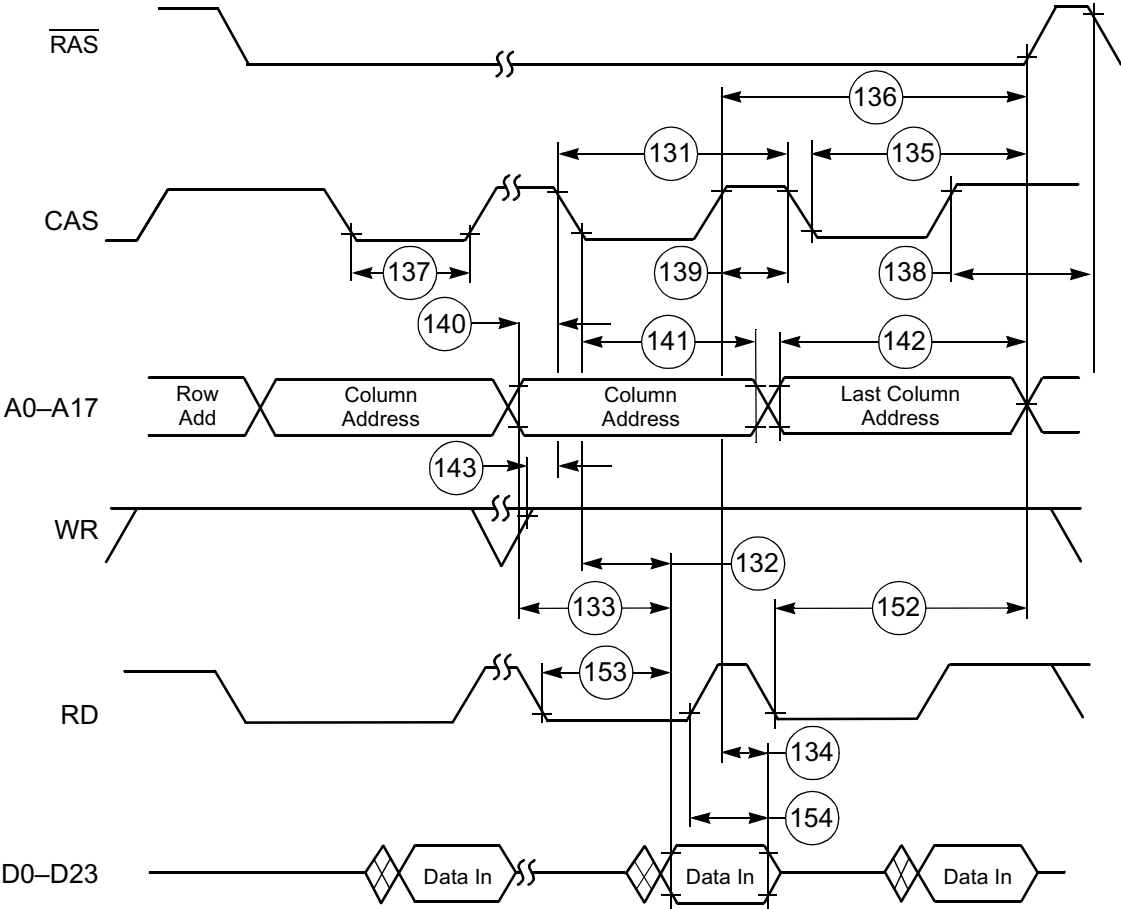 RAS
136
131
135
CAS
137
139
138
140
141
142
A0–A17
Row
Add
Column
Address
Column
Address
Last Column
Address
143
WR
132
133
152
153
RD
134
154
D0–D23
Data In
Data In
Data In